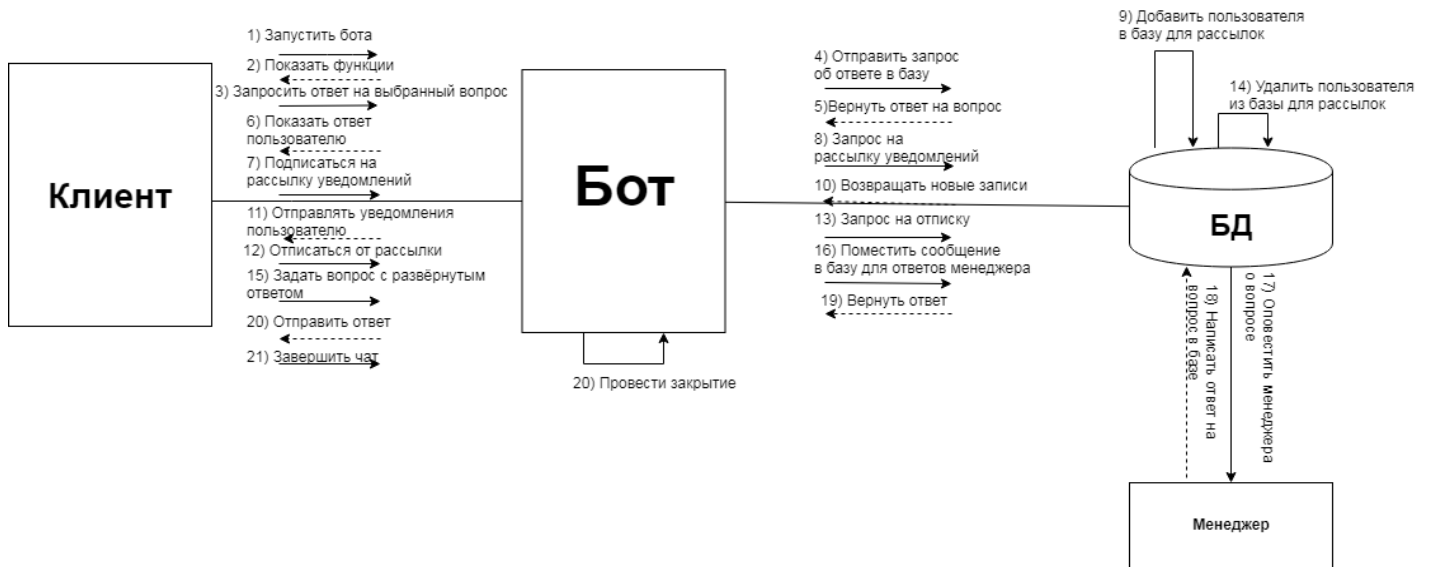 1) Запустить бота
2) Показать функции
3) Запросить ответ на выбранный вопрос
6) Показать ответ
пользователю
7) Подписаться на
рассылку уведомлений
11) Отправлять уведомления
пользователю
12) Отписаться от рассылки
15) Задать вопрос с развёрнутым
ответом
20) Отправить ответ
21) Завершить чат
Клиент
Бот
20) Провести закрытие
4) Отправить запрос
об ответе в базу
5)Вернуть ответ на вопрос
8) Запрос на
рассылку уведомлений
10) Возвращать новые записи
13) Запрос на отписку
16) Поместить сообщение
в базу для ответов менеджера
19) Вернуть ответ
9) Добавить пользователя
в базу для рассылок
14) Удалить пользователя
из базы для рассылок
БД
17) Оповестить менеджера
о вопросе
18) Написать ответ на
вопрос в базе
Менеджер